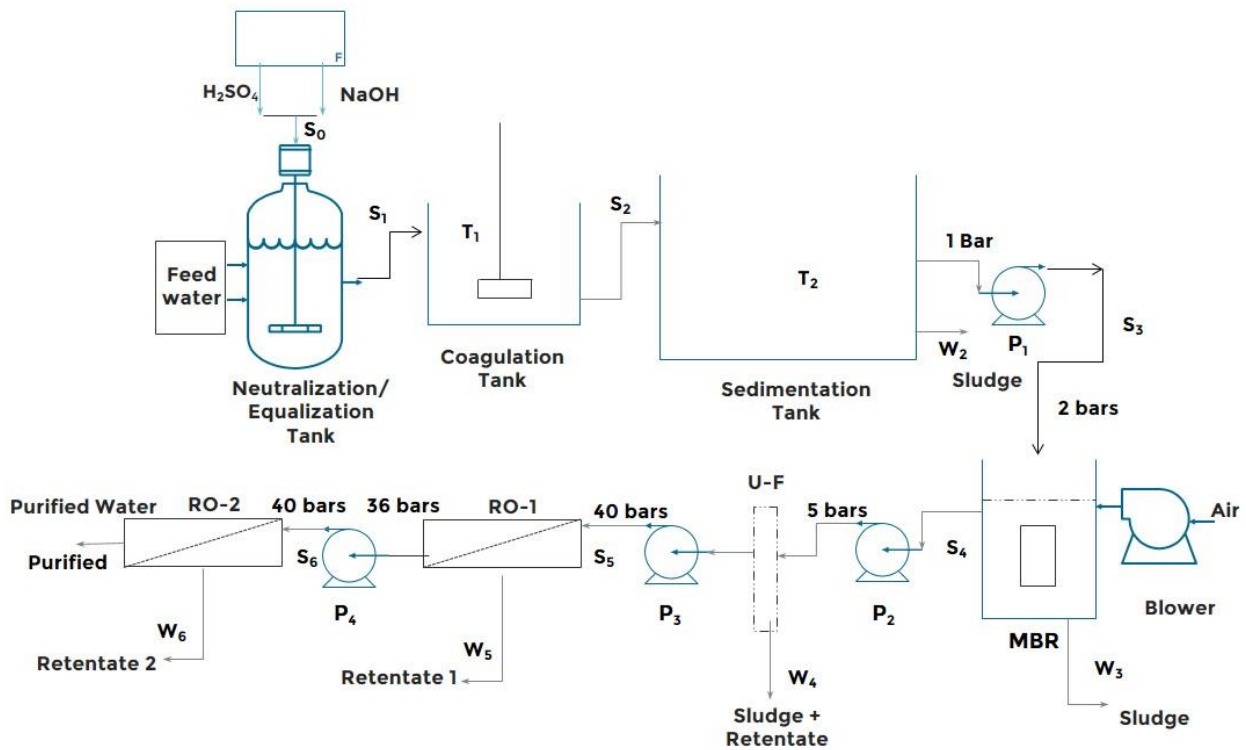 F
H₂SO₄
NaOH
S₀
S₁
S₂
T₁
T₂
1 Bar
Feed
water
P₁
S₃
W₂
Sludge
Coagulation
Tank
Sedimentation
Tank
Neutralization/
Equalization
Tank
2 bars
Purified Water
RO-2
40 bars
36 bars
RO-1
40 bars
U-F
5 bars
Air
S₄
Purified
S₆
S₅
P₄
P₃
P₂
Blower
MBR
W₆
W₅
W₄
W₃
Retentate 2
Retentate 1
Sludge +
Retentate
Sludge